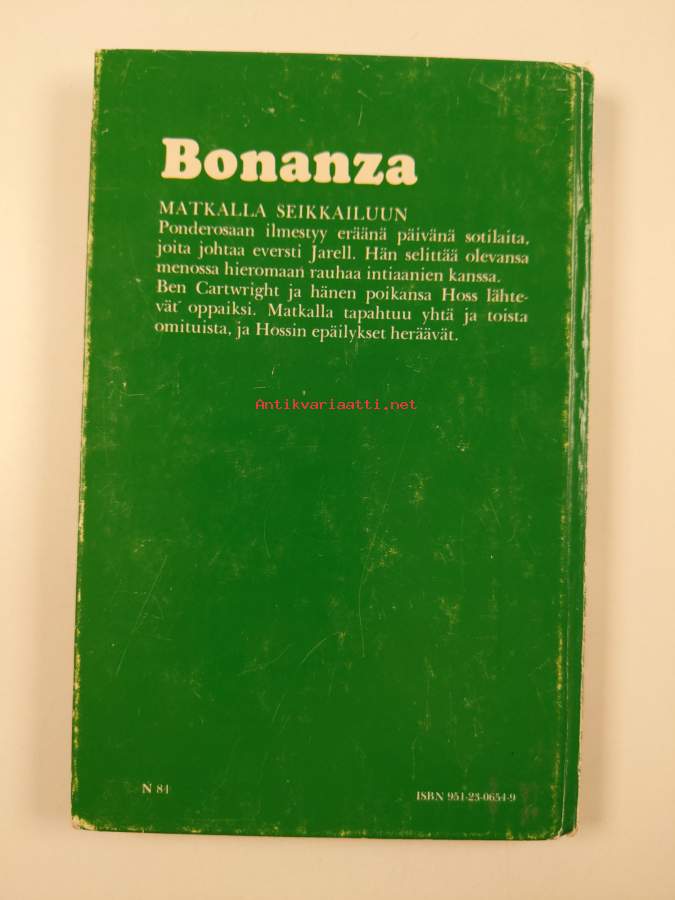 Bonanza
MATKALLA SEIKKAILUUN
Ponderosaan ilmestyy eräänä päivänä sotilaita,
joita johtaa eversti Jarell. Hän selittää olevansa
menossa hieromaan rauhaa intiaanien kanssa.
Ben Cartwright ja hänen poikansa Hoss lähte-
vät oppaiksi. Matkalla tapahtuu yhtä ja toista
omituista, ja Hossin epäilykset heräävät.
Antikvariaatti.net
N 84
ISBN 951-23-0654-9